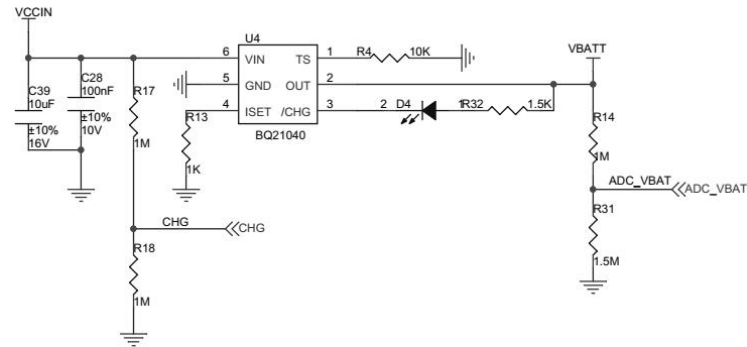 VCCIN
U4
6
VIN
TS
1
R4
10K
VBATT
C39
10uF
±10%
16V
C28
100nF
±10%
10V
R17
1M
5
GND
OUT
2
4
ISET
/CHG
3
2
D4
1
R32
1.5K
BQ21040
R13
1K
R14
1M
ADC_VBAT
ADC_VBAT
R31
1.5M
CHG
CHG
R18
1M